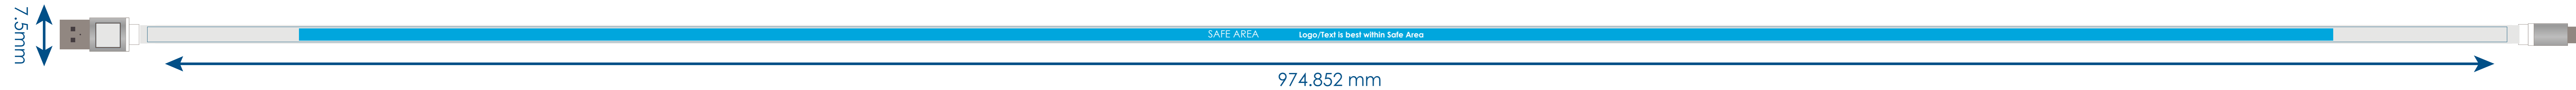 7.5mm
SAFE AREA Logo/Text is best within Safe Area
974.852 mm